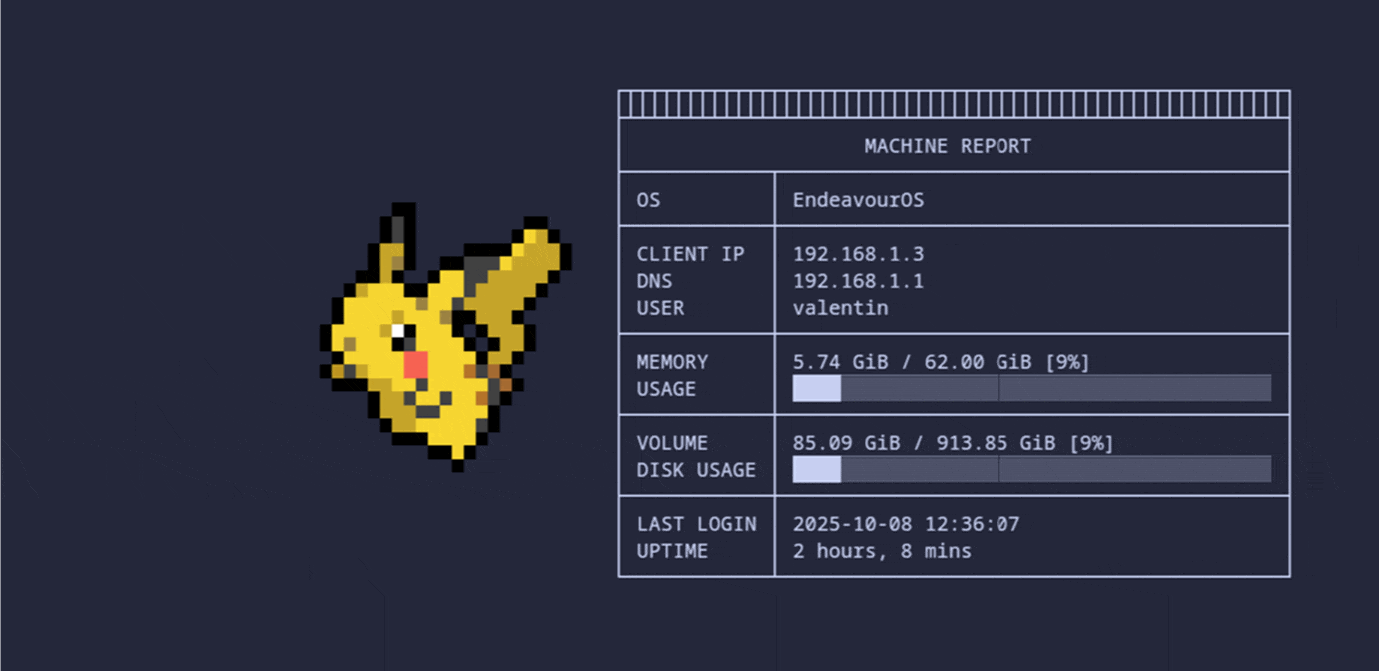 MACHINE REPORT
OS EndeavourOS
CLIENT IP 192.168.1.3
DNS 192.168.1.1
USER valentin
MEMORY 5.74 GiB / 62.00 GiB [9%]
USAGE
VOLUME 85.09 GiB / 913.85 GiB [9%]
DISK USAGE
LAST LOGIN 2025-10-08 12:36:07
UPTIME 2 hours, 8 mins